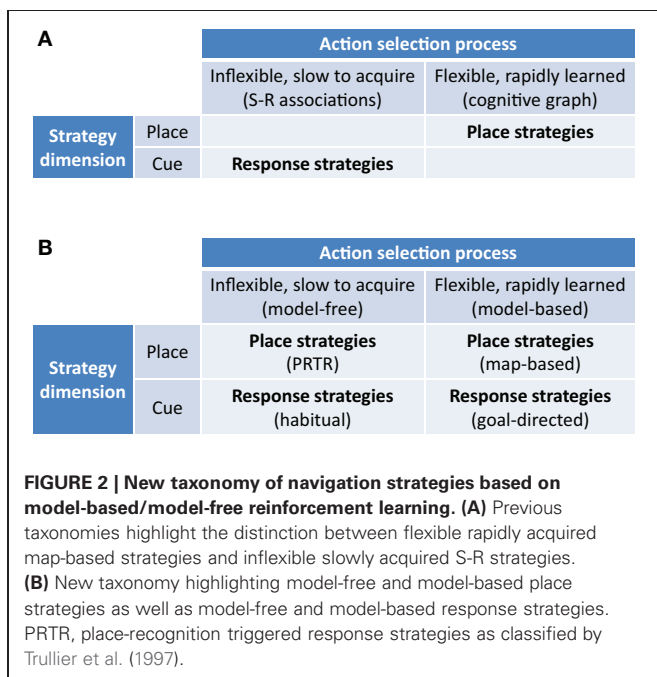 A
Action selection process
Inflexible, slow to acquire Flexible, rapidly learned
(S-R associations) (cognitive graph)
Strategy dimension Place Place strategies
Cue Response strategies
B
Action selection process
Inflexible, slow to acquire Flexible, rapidly learned
(model-free) (model-based)
Strategy dimension Place Place strategies Place strategies
(PRTR) (map-based)
Cue Response strategies Response strategies
(habitual) (goal-directed)
FIGURE 2 | New taxonomy of navigation strategies based on
model-based/model-free reinforcement learning. (A) Previous
taxonomies highlight the distinction between flexible rapidly acquired
map-based strategies and inflexible slowly acquired S-R strategies.
(B) New taxonomy highlighting model-free and model-based place
strategies as well as model-free and model-based response strategies.
PRTR, place-recognition triggered response strategies as classified by
Trullier et al. (1997).